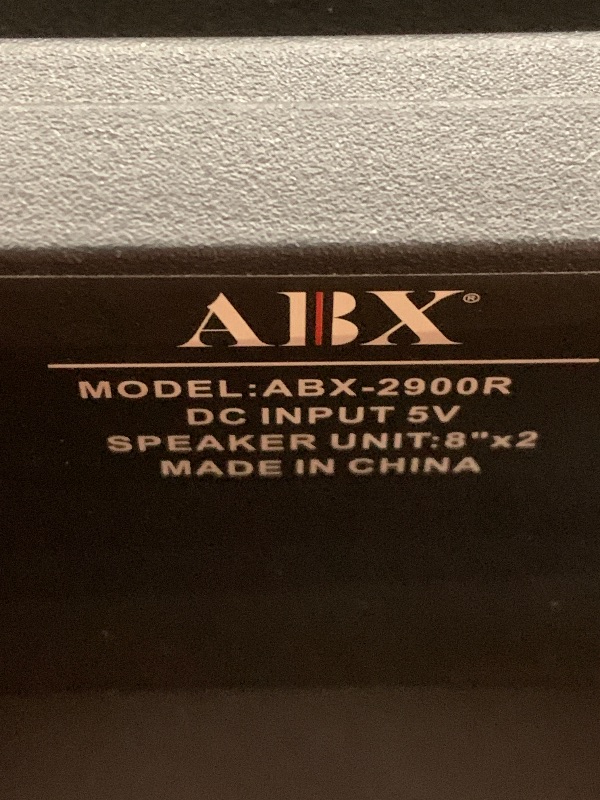 ABX®
MODEL:ABX-2900R
DC INPUT 5V
SPEAKER UNIT:8"x2
MADE IN CHINA